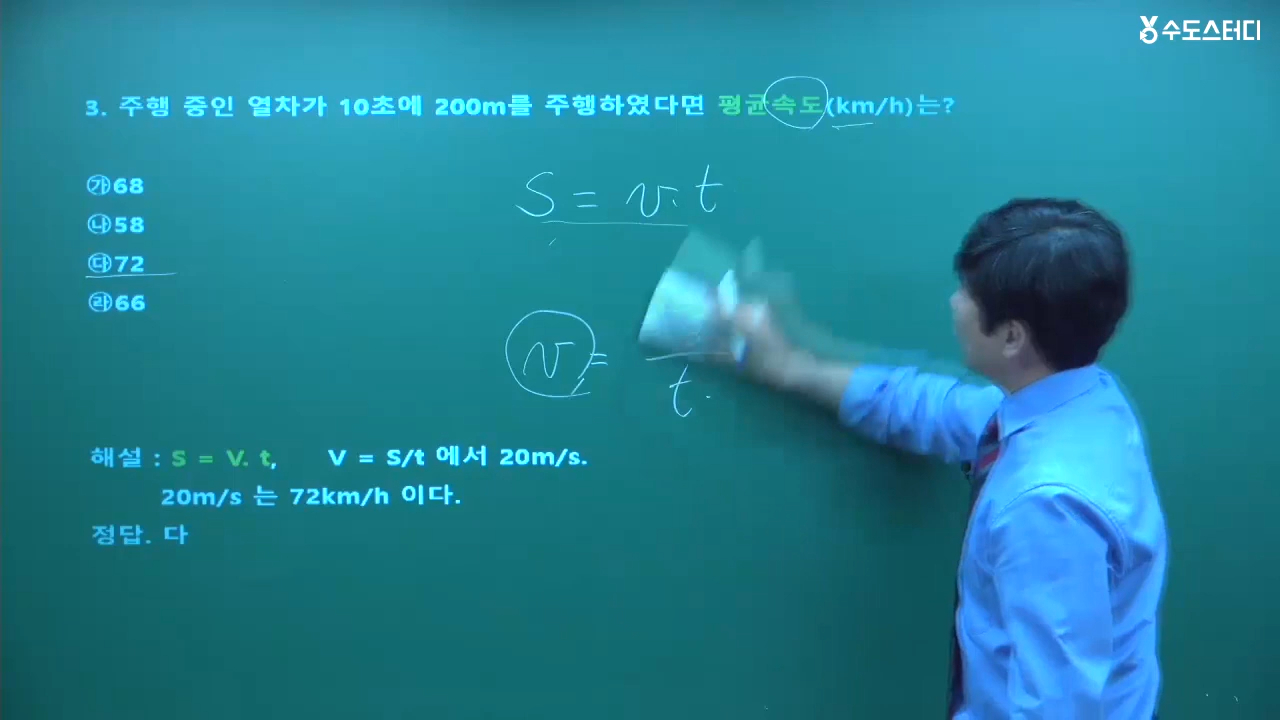 수도스터디
3. 주행 중인 열차가 10초에 200m를 주행하였다면 평균속도(km/h)는?
㉮68
㉯58
㉰72
㉱66
S = v. t
v =
t.
해설 : S = V. t, V = S/t 에서 20m/s.
20m/s 는 72km/h 이다.
정답. 다